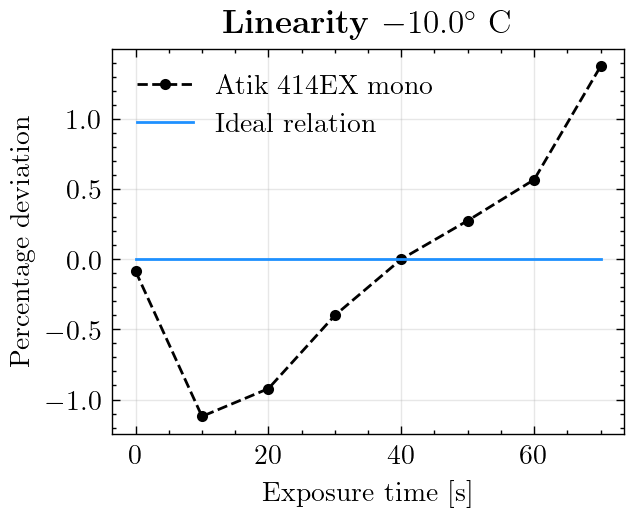 Linearity −10.0° C
Atik 414EX mono
Ideal relation
Percentage deviation
1.0
0.5
0.0
−0.5
−1.0
0 20 40 60
Exposure time [s]